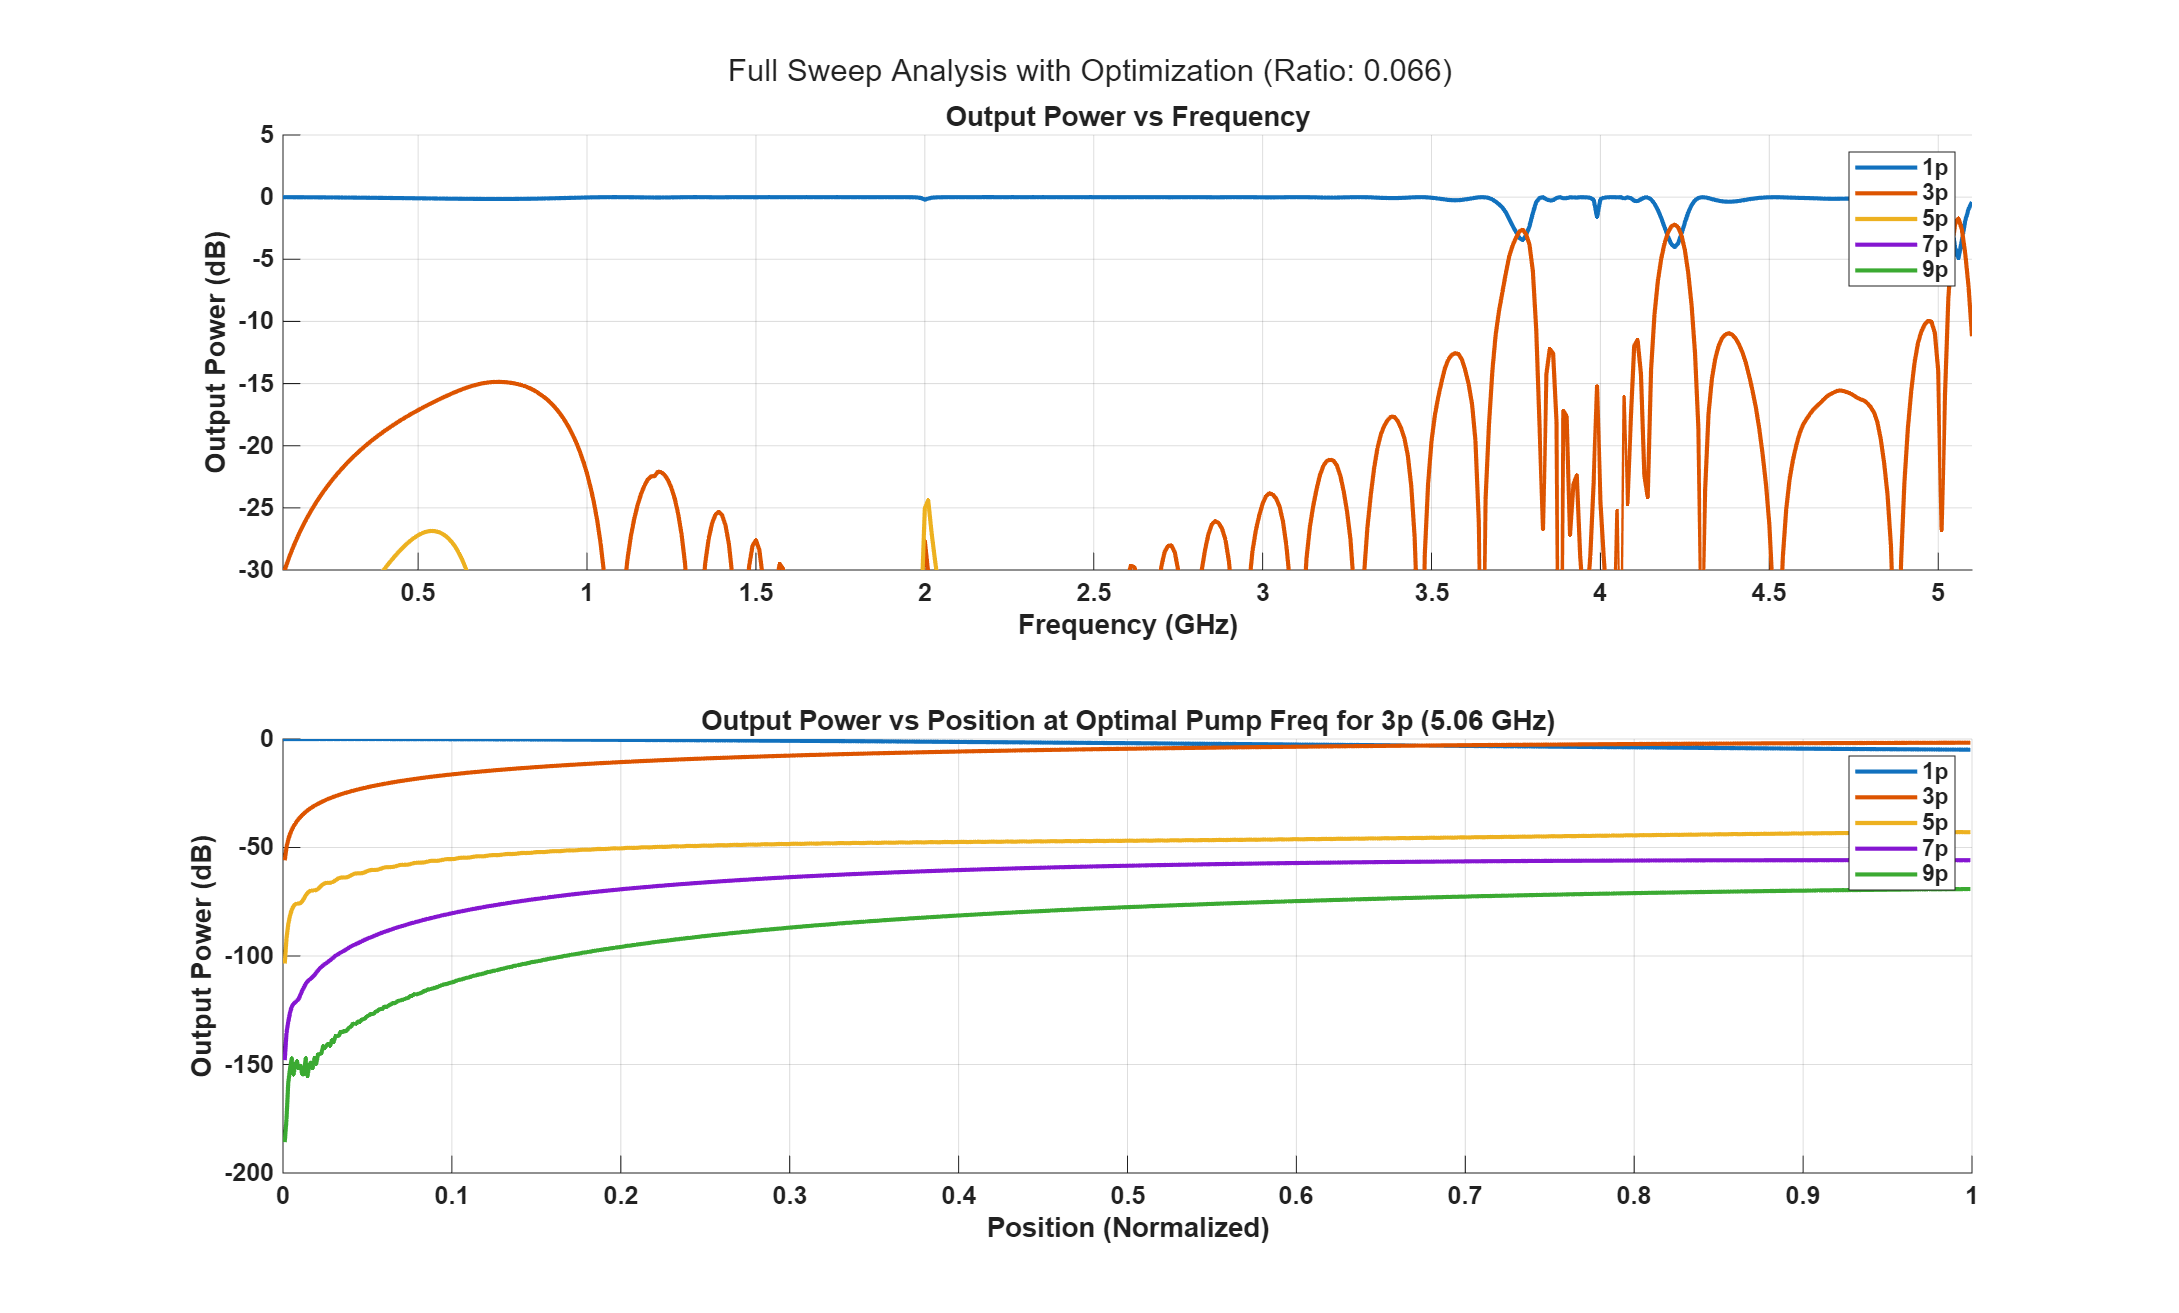 Full Sweep Analysis with Optimization (Ratio: 0.066)
Output Power vs Frequency
5
0
-5
-10
-15
-20
-25
-30
Output Power (dB)
0.5 1 1.5 2 2.5 3 3.5 4 4.5 5
Frequency (GHz)
1p
3p
5p
7p
9p
Output Power vs Position at Optimal Pump Freq for 3p (5.06 GHz)
0
-50
-100
-150
-200
Output Power (dB)
0 0.1 0.2 0.3 0.4 0.5 0.6 0.7 0.8 0.9 1
Position (Normalized)
1p
3p
5p
7p
9p